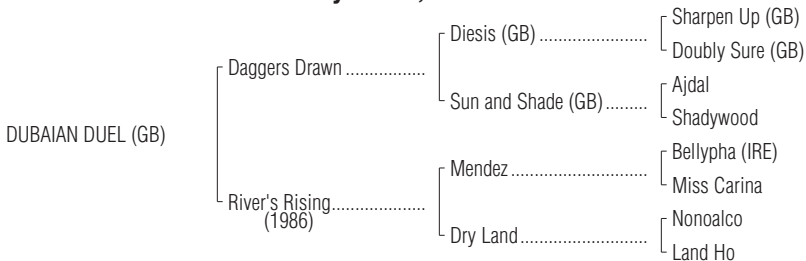 Sharpen Up (GB)
Diesis (GB) ......................
Doubly Sure (GB)
Daggers Drawn ................
Ajdal
Sun and Shade (GB) .........
Shadywood
DUBAIAN DUEL (GB)
Bellypha (IRE)
Mendez ............................
Miss Carina
River's Rising...................
(1986)
Nonoalco
Dry Land..........................
Land Ho